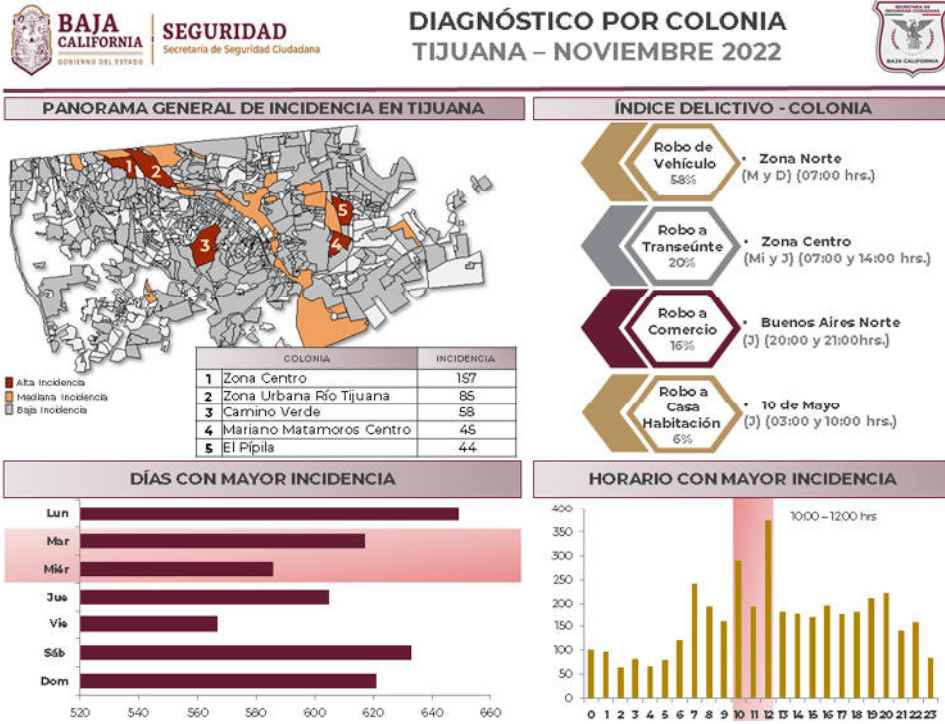 BAJA
CALIFORNIA
GOBIERNO DEL ESTADO
SEGURIDAD
Secretaría de Seguridad Ciudadana
DIAGNÓSTICO POR COLONIA
TIJUANA – NOVIEMBRE 2022
SECRETARÍA DE
SEGURIDAD CIUDADANA
BAJA CALIFORNIA
PANORAMA GENERAL DE INCIDENCIA EN TIJUANA
1
2
3
4
5
Alta Incidencia
Mediana Incidencia
Baja Incidencia
COLONIA INCIDENCIA
1 Zona Centro 157
2 Zona Urbana Río Tijuana 85
3 Camino Verde 58
4 Mariano Matamoros Centro 45
5 El Pípila 44
ÍNDICE DELICTIVO - COLONIA
Robo de
Vehículo
58%
• Zona Norte
(M y D) (07:00 hrs.)
Robo a
Transeúnte
20%
• Zona Centro
(Mi y J) (07:00 y 14:00 hrs.)
Robo a
Comercio
16%
• Buenos Aires Norte
(J) (20:00 y 21:00hrs.)
Robo a
Casa
Habitación
6%
• 10 de Mayo
(J) (03:00 y 10:00 hrs.)
DÍAS CON MAYOR INCIDENCIA
Lun
Mar
Miér
Jue
Vie
Sáb
Dom
520 540 560 580 600 620 640 660
HORARIO CON MAYOR INCIDENCIA
10:00 – 12:00 hrs
400
350
300
250
200
150
100
50
0
0 1 2 3 4 5 6 7 8 9 10 11 12 13 14 15 16 17 18 19 20 21 22 23